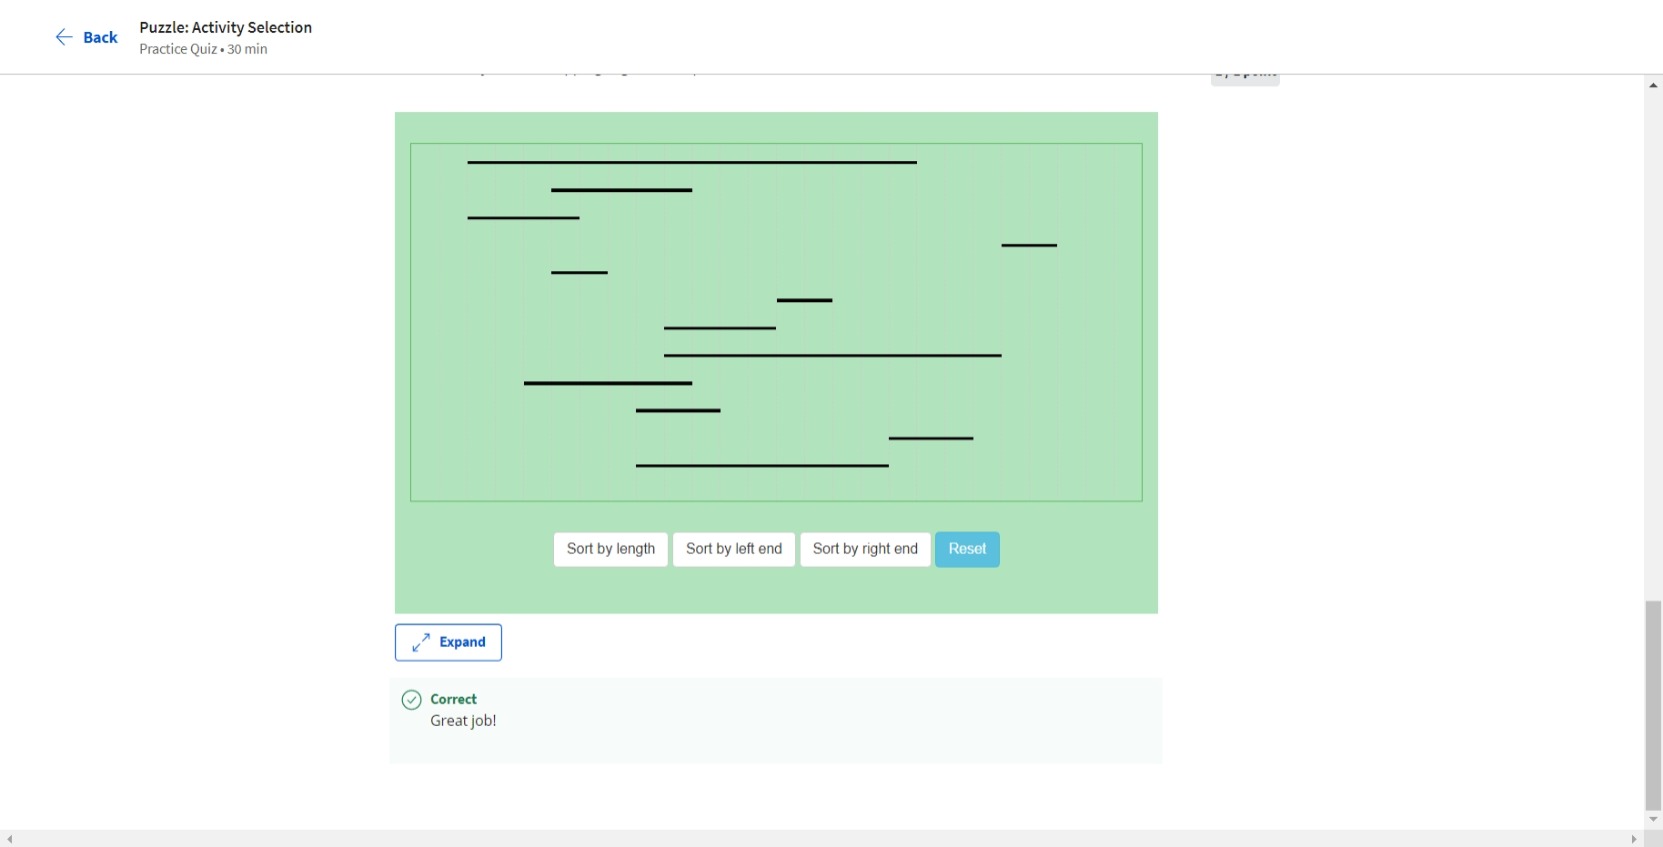 Back
Puzzle: Activity Selection
Practice Quiz • 30 min
Sort by length
Sort by left end
Sort by right end
Reset
Expand
Correct
Great job!